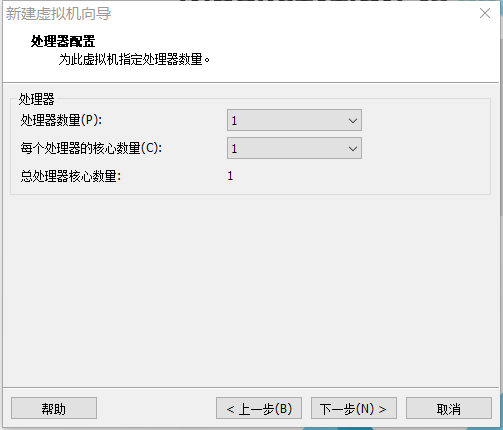 新建虚拟机向导
处理器配置
为此虚拟机指定处理器数量。
处理器
处理器数量(P): 1
每个处理器的核心数量(C): 1
总处理器核心数量: 1
帮助 < 上一步(B) 下一步(N) > 取消